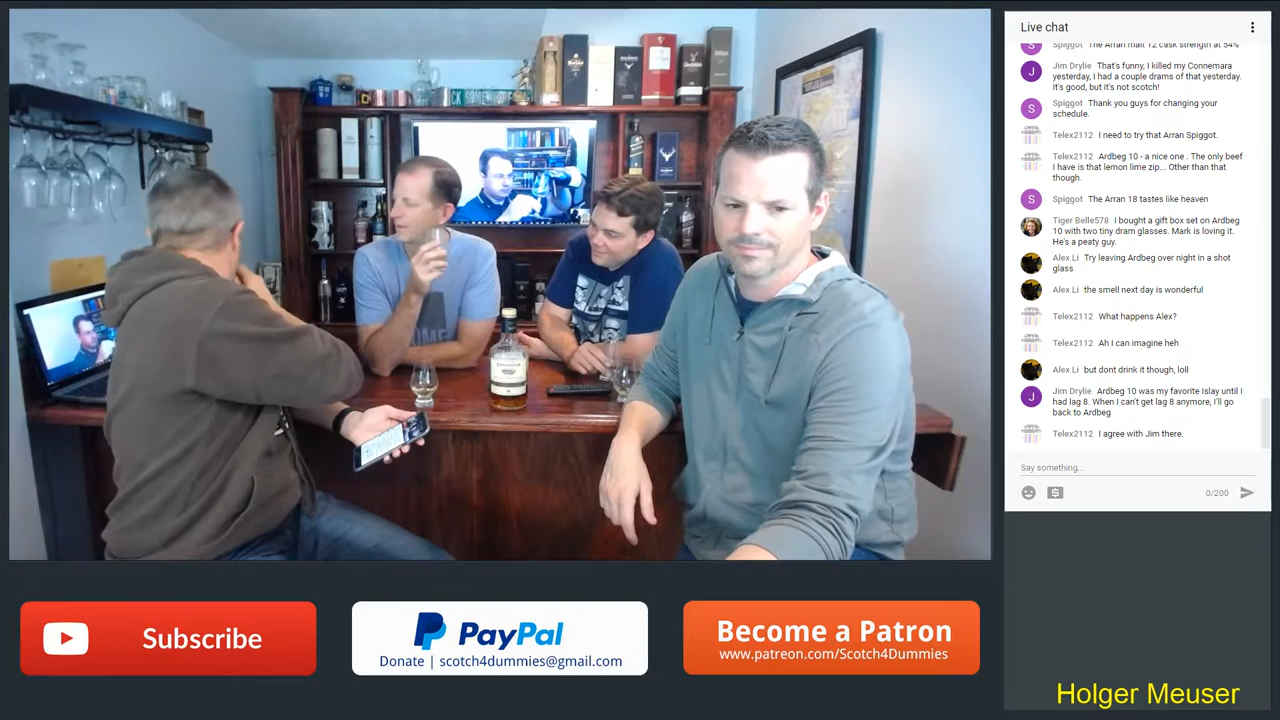 Live chat
Spiggot The Arran malt 12 cask strength at 54%
Jim Drylie That's funny, I killed my Connemara
yesterday, I had a couple drams of that yesterday.
It's good, but it's not scotch!
Spiggot Thank you guys for changing your
schedule.
Telex2112 I need to try that Arran Spiggot.
Telex2112 Ardbeg 10 - a nice one . The only beef
I have is that lemon lime zip... Other than that
though.
Spiggot The Arran 18 tastes like heaven
Tiger Belle578 I bought a gift box set on Ardbeg
10 with two tiny dram glasses. Mark is loving it.
He's a peaty guy.
Alex Li Try leaving Ardbeg over night in a shot
glass
Alex Li the smell next day is wonderful
Telex2112 What happens Alex?
Telex2112 Ah I can imagine heh
Alex Li but dont drink it though, loll
Jim Drylie Ardbeg 10 was my favorite Islay until I
had lag 8. When I can't get lag 8 anymore, I'll go
back to Ardbeg
Telex2112 I agree with Jim there.
Say something...
0/200
Subscribe
PayPal
Donate | scotch4dummies@gmail.com
Become a Patron
www.patreon.com/Scotch4Dummies
Holger Meuser